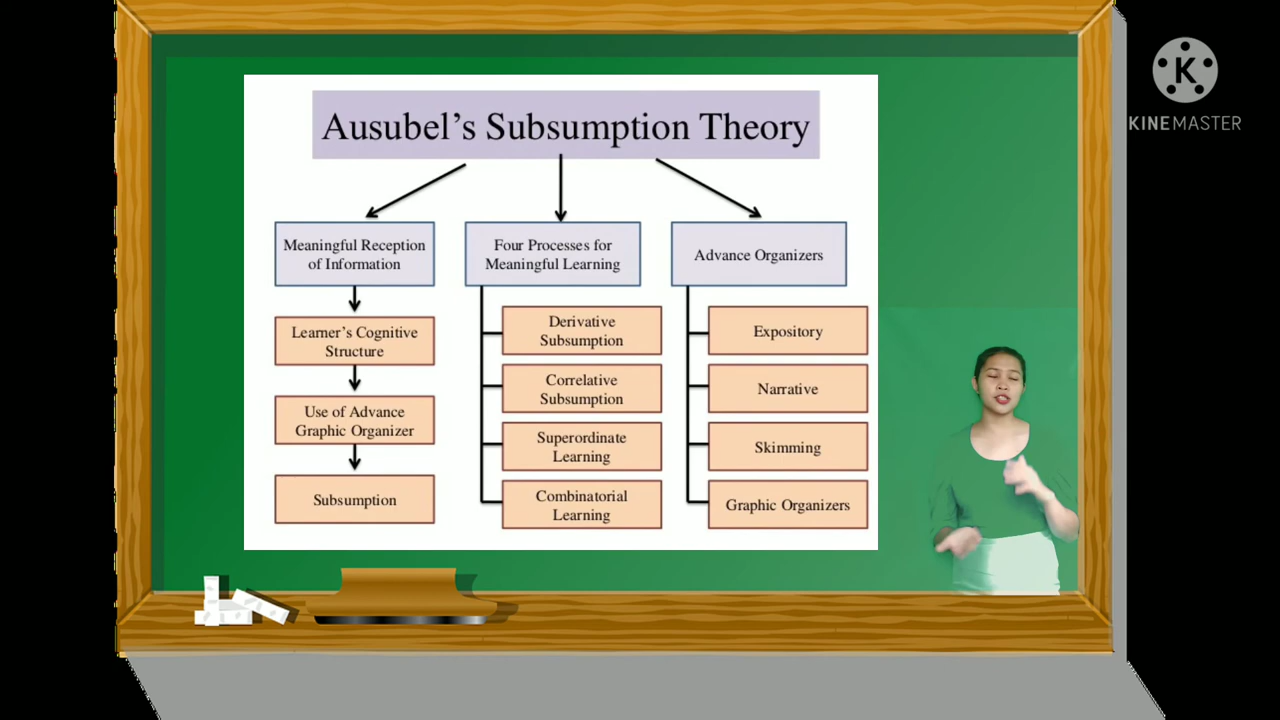 Ausubel's Subsumption Theory
Meaningful Reception
of Information
Learner's Cognitive
Structure
Use of Advance
Graphic Organizer
Subsumption
Four Processes for
Meaningful Learning
Derivative
Subsumption
Correlative
Subsumption
Superordinate
Learning
Combinatorial
Learning
Advance Organizers
Expository
Narrative
Skimming
Graphic Organizers
K
KINEMASTER